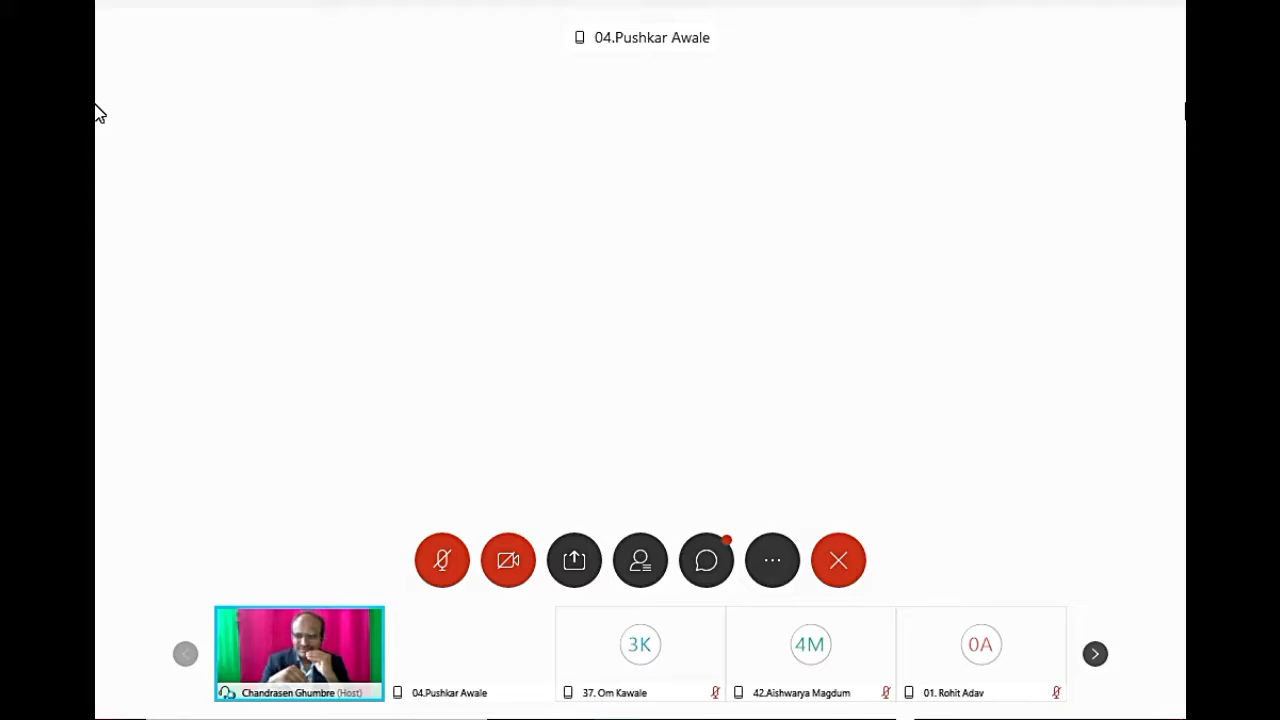 04.Pushkar Awale
3K
4M
0A
Chandrasen Ghumbre (Host)
04.Pushkar Awale
37. Om Kawale
42.Aishwarya Magdum
01. Rohit Adav